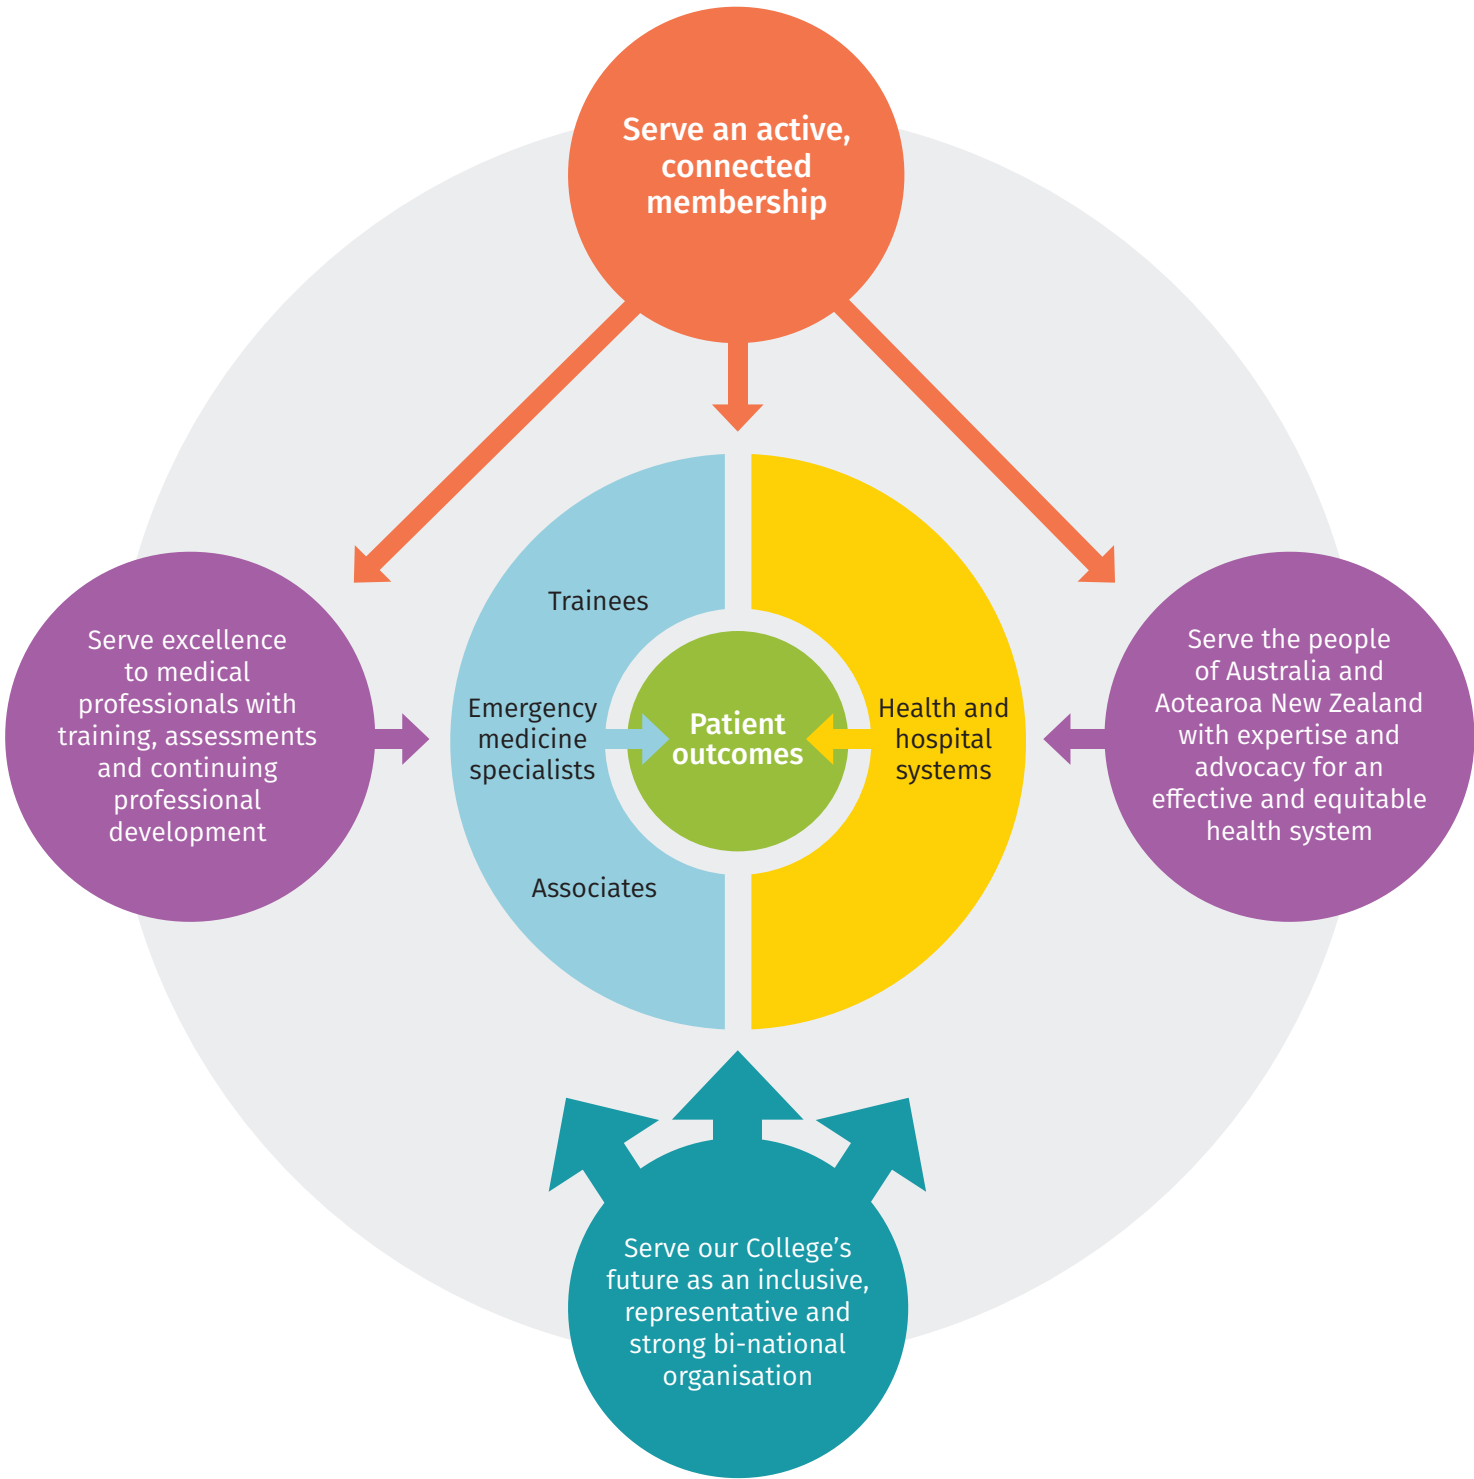 Serve an active,
connected
membership
Serve excellence
to medical
professionals with
training, assessments
and continuing
professional
development
Trainees
Emergency
medicine
specialists
Associates
Patient
outcomes
Health and
hospital
systems
Serve the people
of Australia and
Aotearoa New Zealand
with expertise and
advocacy for an
effective and equitable
health system
Serve our College’s
future as an inclusive,
representative and
strong bi-national
organisation